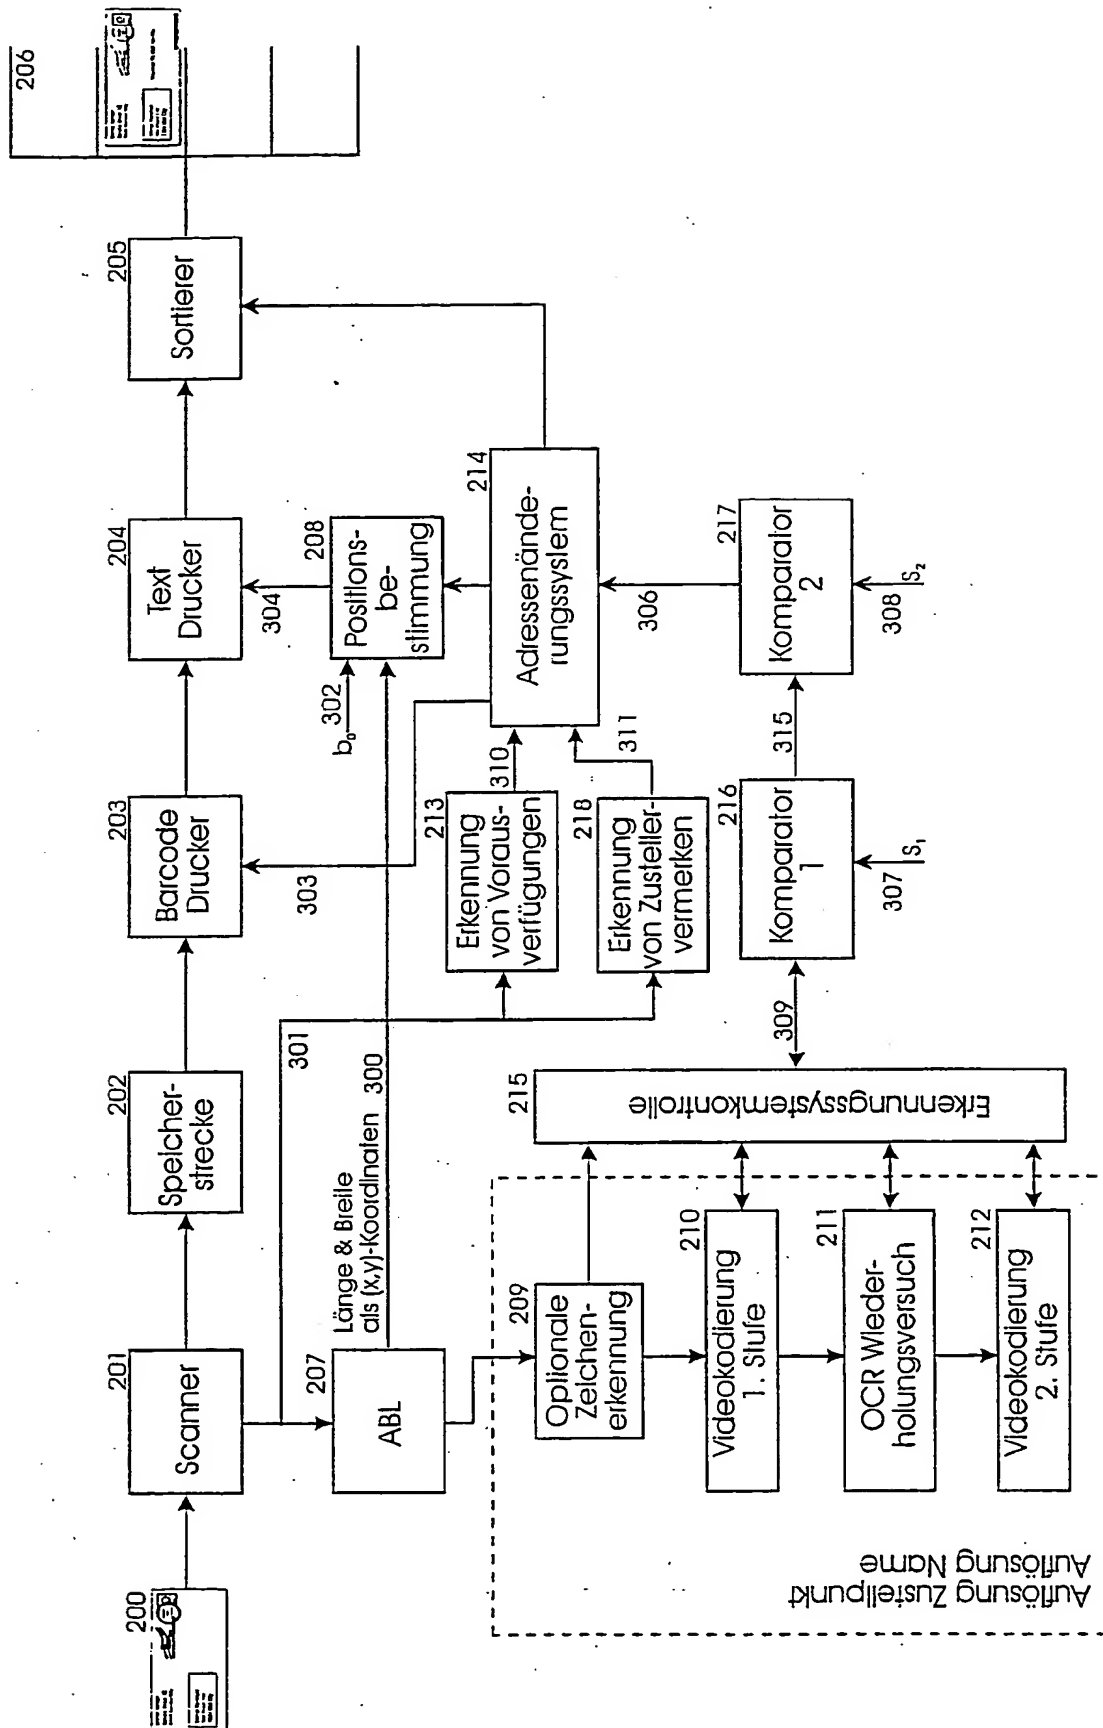 200
201
Scanner
202
Speicher-
strecke
203
Barcode
Drucker
204
Text
Drucker
205
Sortierer
206
301
303
304
207
ABL
Länge & Breite
als (x,y)-Koordinaten 300
b₀ 302
208
Positions-
be-
stimmung
213
Erkennung
von Voraus-
verfügungen
310
214
Adressenände-
rungssystem
218
Erkennung
von Zusteller-
vermerken
311
306
209
Optionale
Zeichen-
erkennung
215
Erkennungssystemkontrolle
309
216
Komparator
1
315
217
Komparator
2
307
S₁
308
S₂
210
Videokodierung
1. Stufe
211
OCR Wieder-
holungsversuch
212
Videokodierung
2. Stufe
Auflösung Zustellpunkt
Auflösung Name